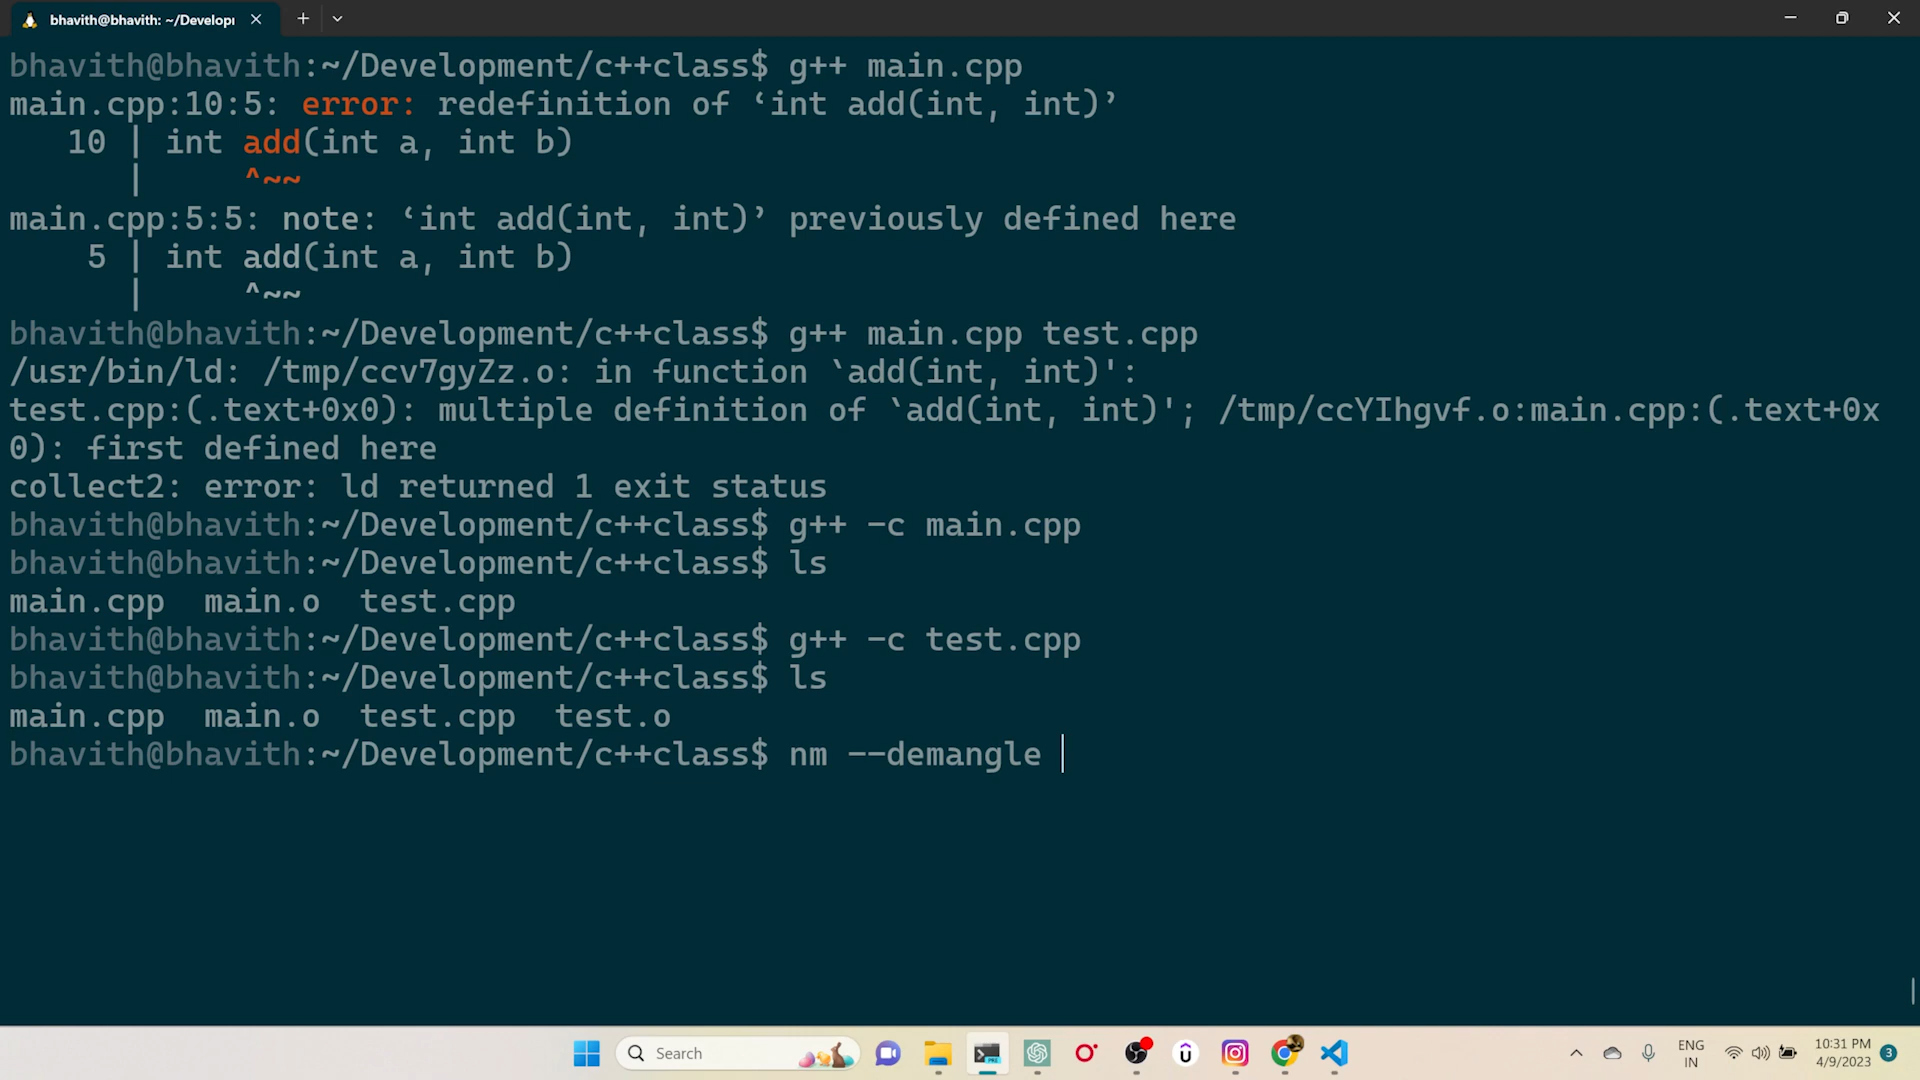 bhavith@bhavith: ~/Develop
bhavith@bhavith:~/Development/c++class$ g++ main.cpp
main.cpp:10:5: error: redefinition of ‘int add(int, int)’
   10 | int add(int a, int b)
      |     ^~~
main.cpp:5:5: note: ‘int add(int, int)’ previously defined here
    5 | int add(int a, int b)
      |     ^~~
bhavith@bhavith:~/Development/c++class$ g++ main.cpp test.cpp
/usr/bin/ld: /tmp/ccv7gyZz.o: in function `add(int, int)':
test.cpp:(.text+0x0): multiple definition of `add(int, int)'; /tmp/ccYIhgvf.o:main.cpp:(.text+0x
0): first defined here
collect2: error: ld returned 1 exit status
bhavith@bhavith:~/Development/c++class$ g++ -c main.cpp
bhavith@bhavith:~/Development/c++class$ ls
main.cpp  main.o  test.cpp
bhavith@bhavith:~/Development/c++class$ g++ -c test.cpp
bhavith@bhavith:~/Development/c++class$ ls
main.cpp  main.o  test.cpp  test.o
bhavith@bhavith:~/Development/c++class$ nm --demangle
Search
ENG
IN
10:31 PM
4/9/2023
3